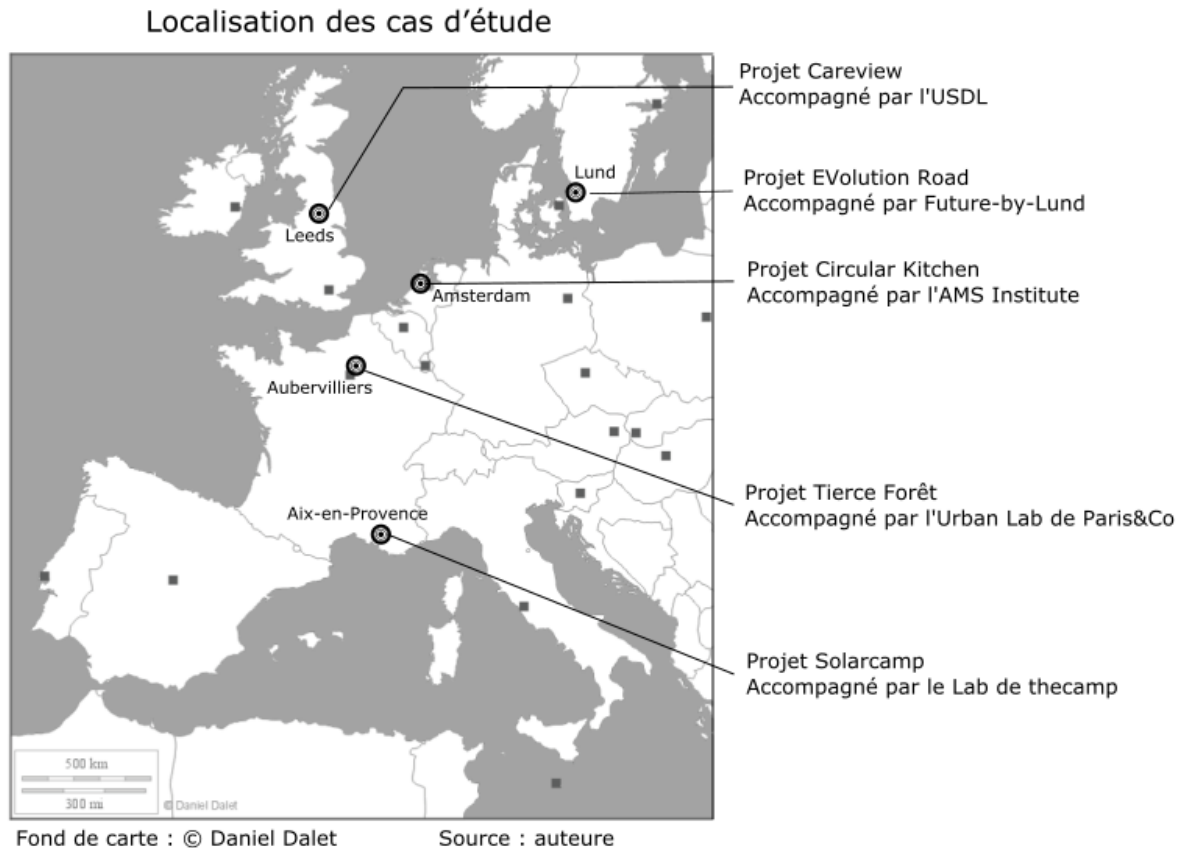 Localisation des cas d'étude
Projet Careview
Accompagné par l'USDL
Lund
Projet EVolution Road
Accompagné par Future-by-Lund
Leeds
Projet Circular Kitchen
Accompagné par l'AMS Institute
Amsterdam
Aubervilliers
Projet Tierce Forêt
Accompagné par l'Urban Lab de Paris&Co
Aix-en-Provence
Projet Solarcamp
Accompagné par le Lab de thecamp
500 km
300 mi
© Daniel Dalet
Fond de carte : © Daniel Dalet Source : auteure